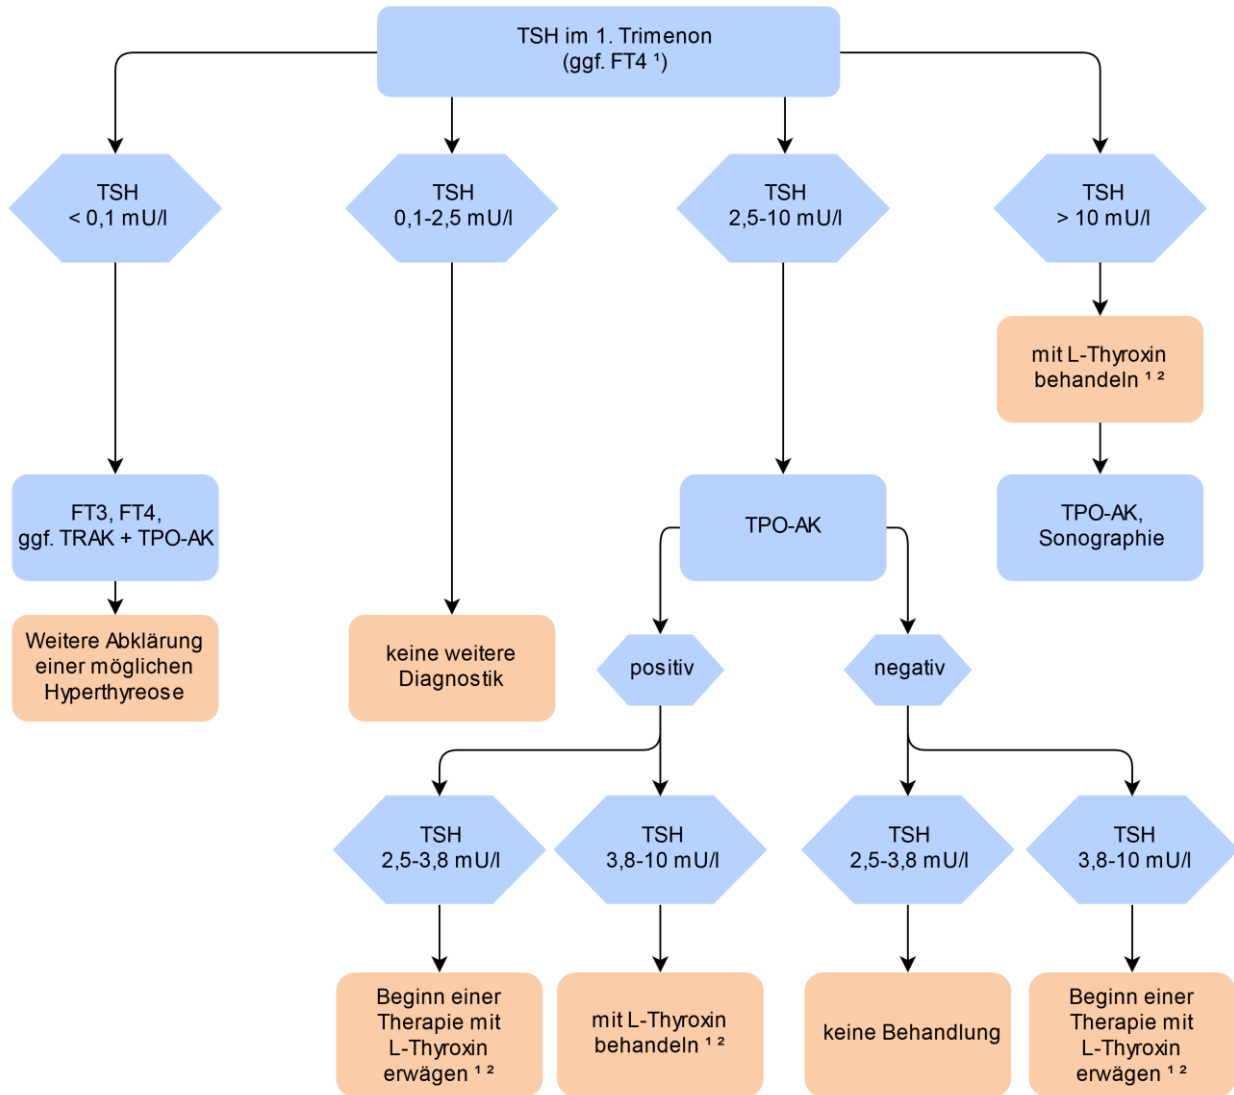 TSH im 1. Trimenon
(ggf. FT4 ¹)
TSH
< 0,1 mU/l
TSH
0,1-2,5 mU/l
TSH
2,5-10 mU/l
TSH
> 10 mU/l
mit L-Thyroxin
behandeln ¹ ²
FT3, FT4,
ggf. TRAK + TPO-AK
TPO-AK
TPO-AK,
Sonographie
Weitere Abklärung
einer möglichen
Hyperthyreose
keine weitere
Diagnostik
positiv
negativ
TSH
2,5-3,8 mU/l
TSH
3,8-10 mU/l
TSH
2,5-3,8 mU/l
TSH
3,8-10 mU/l
Beginn einer
Therapie mit
L-Thyroxin
erwägen ¹ ²
mit L-Thyroxin
behandeln ¹ ²
keine Behandlung
Beginn einer
Therapie mit
L-Thyroxin
erwägen ¹ ²